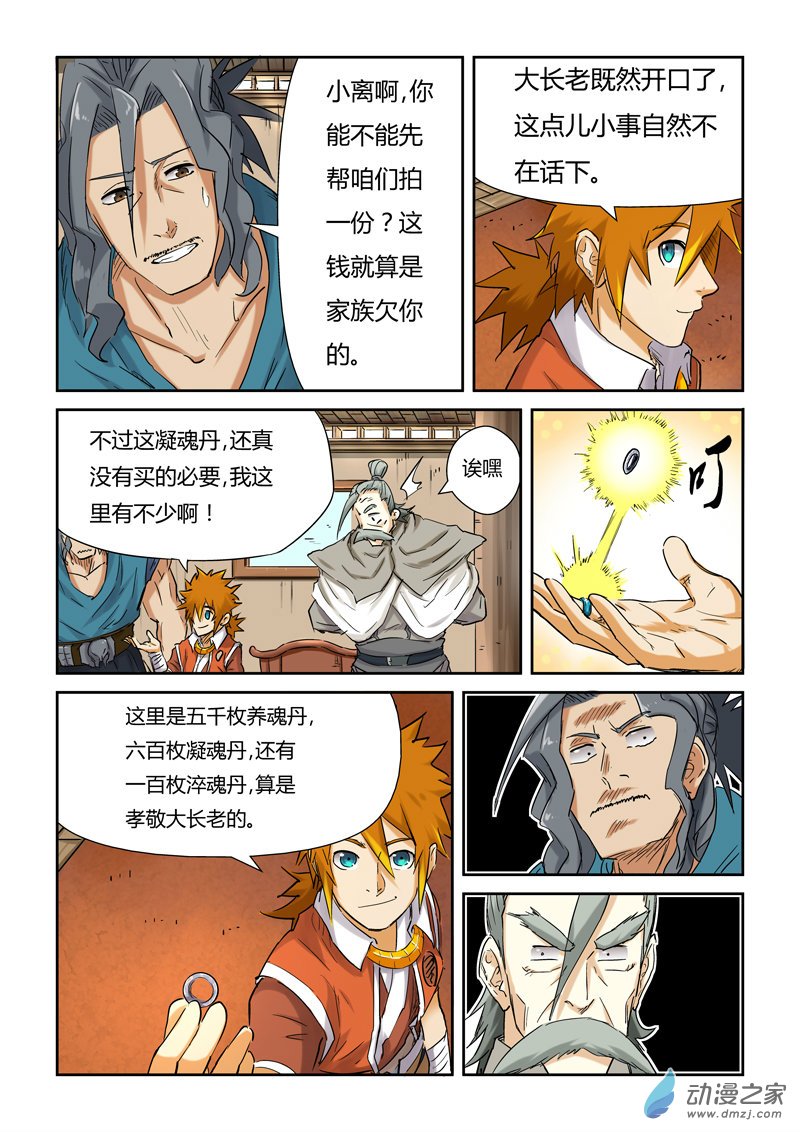 小离啊,你
能不能先
帮咱们拍
一份？这
钱就算是
家族欠你
的。
大长老既然开口了,
这点儿小事自然不
在话下。
不过这凝魂丹,还真
没有买的必要,我这
里有不少啊！
诶嘿
叮
这里是五千枚养魂丹,
六百枚凝魂丹,还有
一百枚淬魂丹,算是
孝敬大长老的。
动漫之家
www.dmzj.com